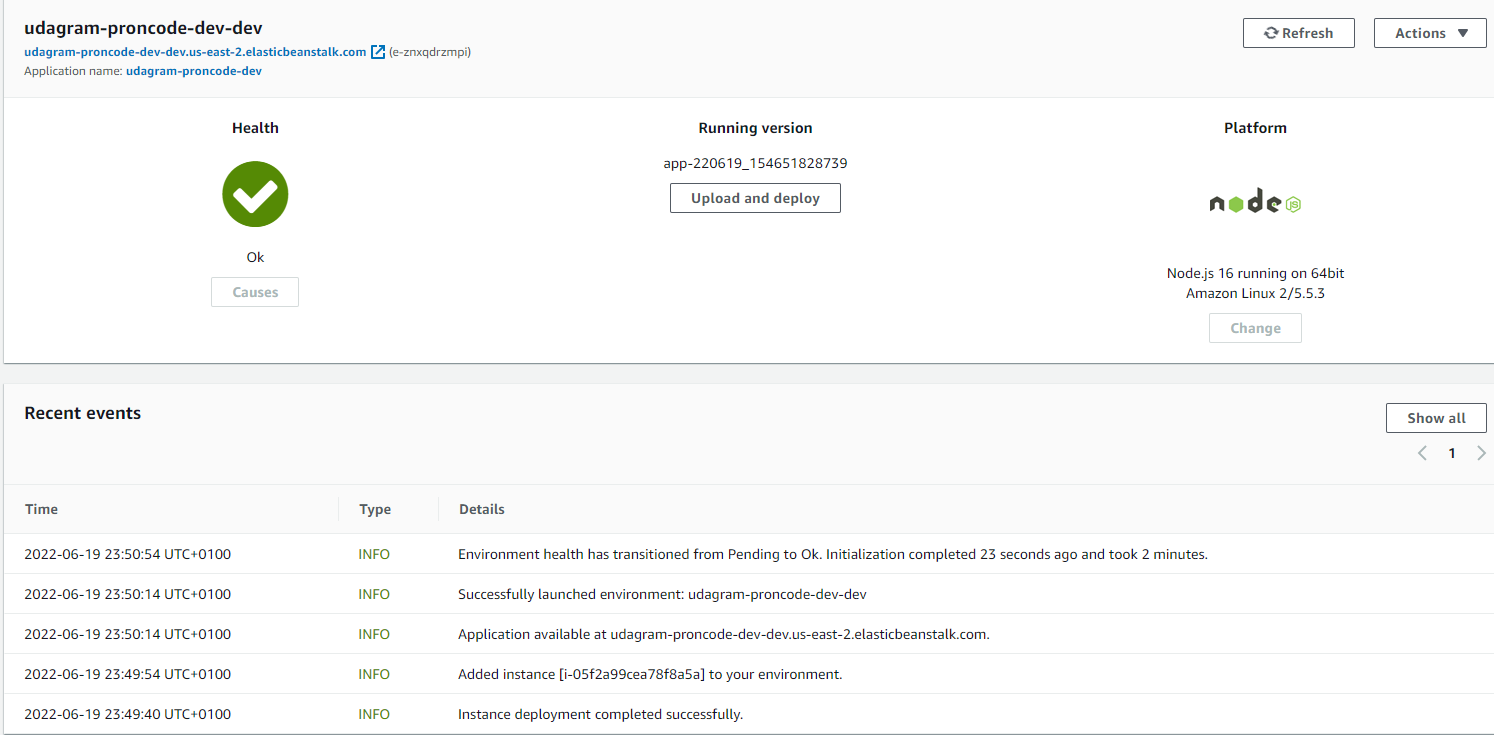 udagram-proncode-dev-dev
udagram-proncode-dev-dev.us-east-2.elasticbeanstalk.com (e-znxqdrzmpi)
Application name: udagram-proncode-dev
Refresh
Actions
Health
Ok
Causes
Running version
app-220619_154651828739
Upload and deploy
Platform
node JS
Node.js 16 running on 64bit
Amazon Linux 2/5.5.3
Change
Recent events
Show all
1
Time Type Details
2022-06-19 23:50:54 UTC+0100 INFO Environment health has transitioned from Pending to Ok. Initialization completed 23 seconds ago and took 2 minutes.
2022-06-19 23:50:14 UTC+0100 INFO Successfully launched environment: udagram-proncode-dev-dev
2022-06-19 23:50:14 UTC+0100 INFO Application available at udagram-proncode-dev-dev.us-east-2.elasticbeanstalk.com.
2022-06-19 23:49:54 UTC+0100 INFO Added instance [i-05f2a99cea78f8a5a] to your environment.
2022-06-19 23:49:40 UTC+0100 INFO Instance deployment completed successfully.